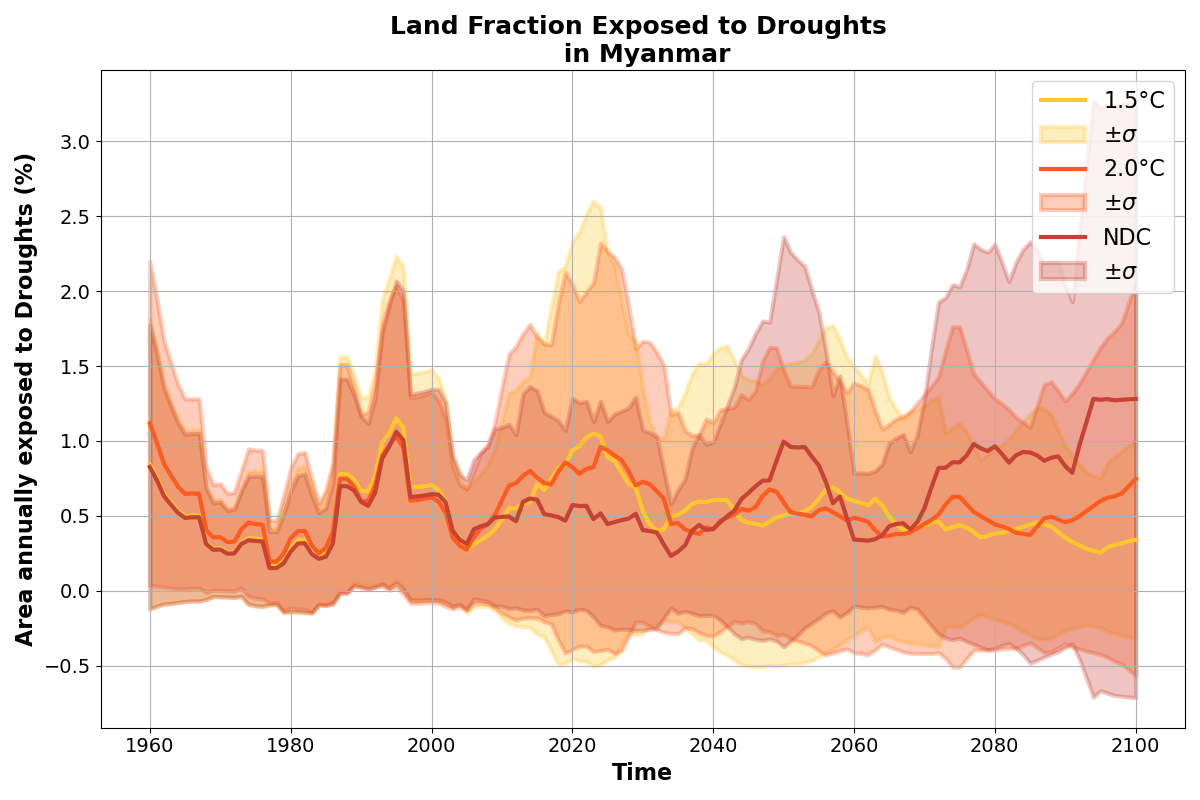 Land Fraction Exposed to Droughts
in Myanmar
Area annually exposed to Droughts (%)
3.0
2.5
2.0
1.5
1.0
0.5
0.0
−0.5
1.5°C
±σ
2.0°C
±σ
NDC
±σ
1960
1980
2000
2020
2040
2060
2080
2100
Time